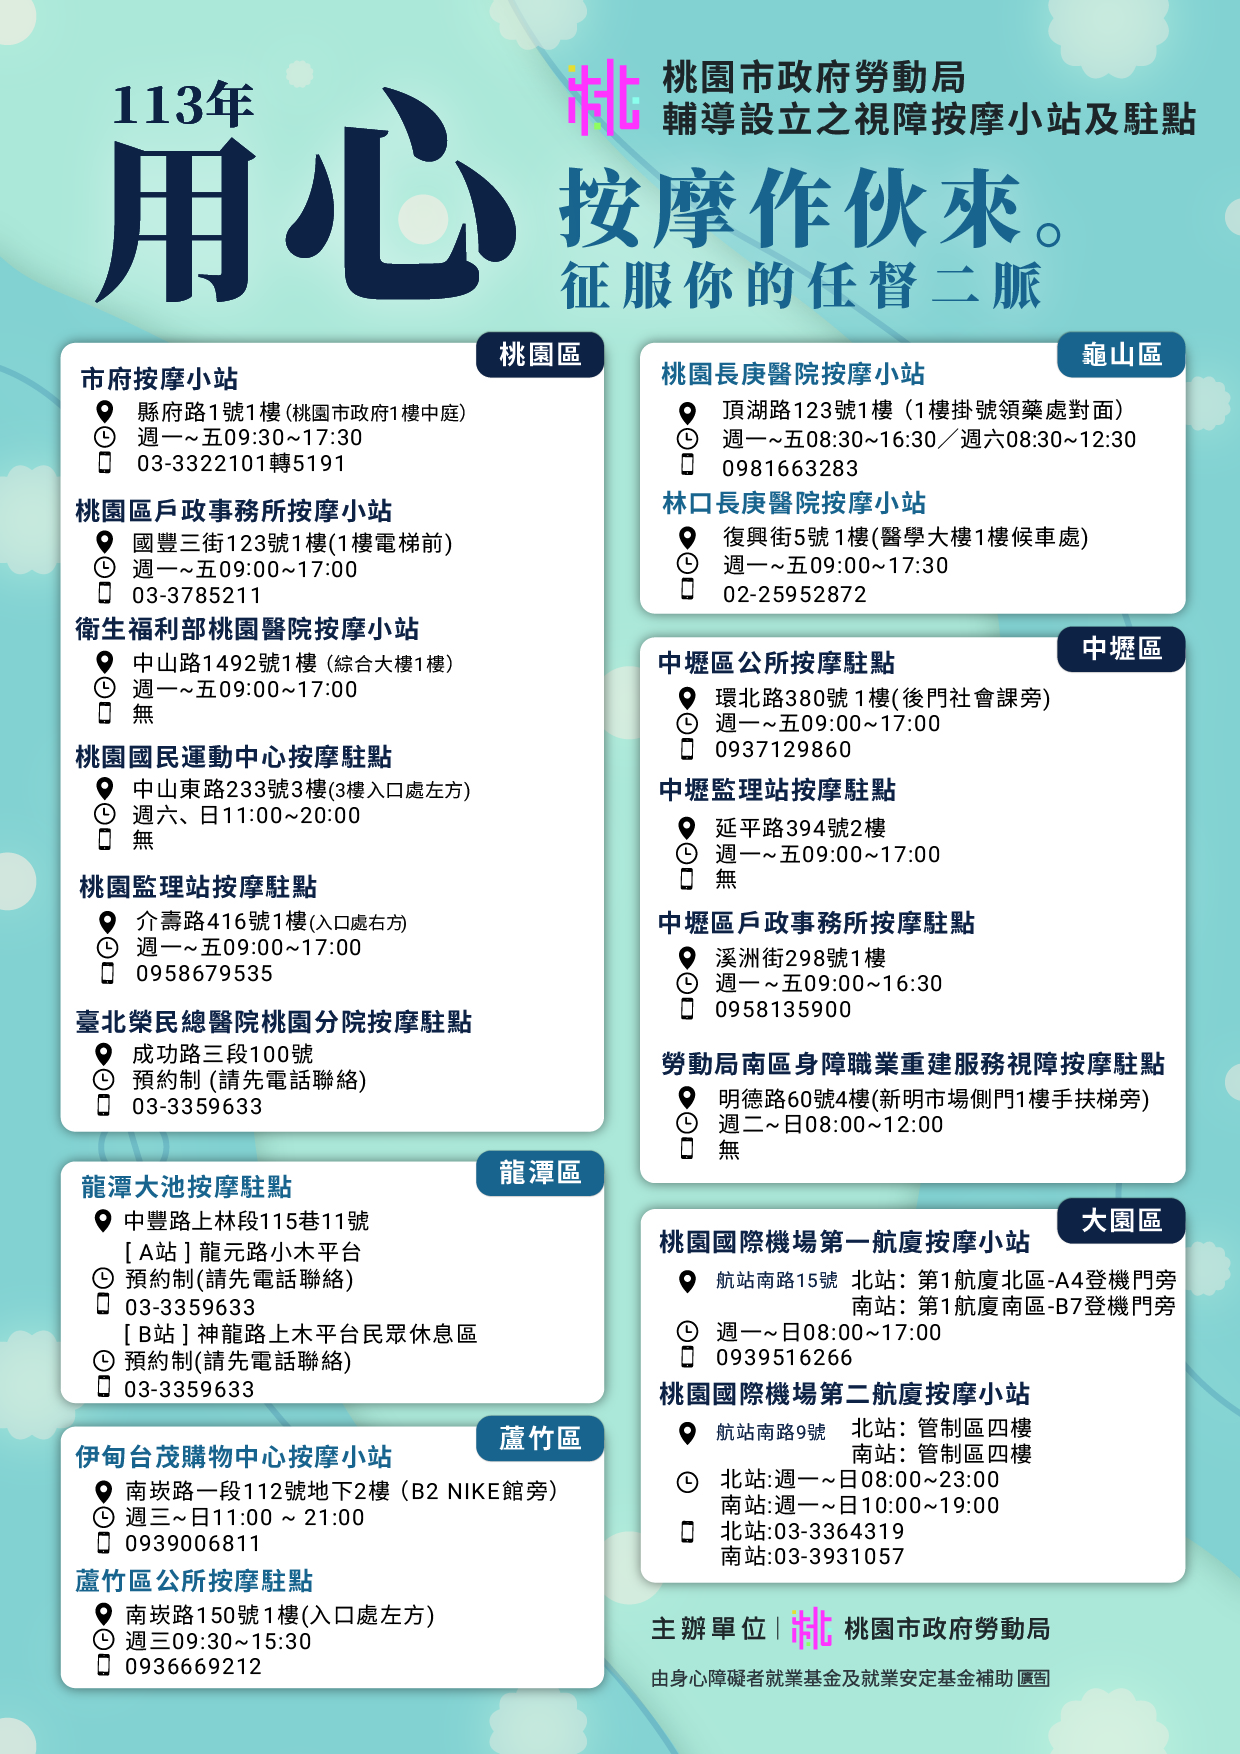 113年
用心
桃園市政府勞動局
輔導設立之視障按摩小站及駐點
按摩作伙來。
征服你的任督二脈
桃園區
市府按摩小站
縣府路1號1樓(桃園市政府1樓中庭)
週一~五09:30~17:30
03-3322101轉5191
桃園區戶政事務所按摩小站
國豐三街123號1樓(1樓電梯前)
週一~五09:00~17:00
03-3785211
衛生福利部桃園醫院按摩小站
中山路1492號1樓（綜合大樓1樓）
週一~五09:00~17:00
無
桃園國民運動中心按摩駐點
中山東路233號3樓(3樓入口處左方)
週六、日11:00~20:00
無
桃園監理站按摩駐點
介壽路416號1樓(入口處右方)
週一~五09:00~17:00
0958679535
臺北榮民總醫院桃園分院按摩駐點
成功路三段100號
預約制 (請先電話聯絡)
03-3359633
龍潭區
龍潭大池按摩駐點
中豐路上林段115巷11號
[ A站 ] 龍元路小木平台
預約制(請先電話聯絡)
03-3359633
[ B站 ] 神龍路上木平台民眾休息區
預約制(請先電話聯絡)
03-3359633
蘆竹區
伊甸台茂購物中心按摩小站
南崁路一段112號地下2樓（B2 NIKE館旁）
週三~日11:00 ~ 21:00
0939006811
蘆竹區公所按摩駐點
南崁路150號1樓(入口處左方)
週三09:30~15:30
0936669212
龜山區
桃園長庚醫院按摩小站
頂湖路123號1樓（1樓掛號領藥處對面）
週一~五08:30~16:30／週六08:30~12:30
0981663283
林口長庚醫院按摩小站
復興街5號 1樓(醫學大樓1樓候車處)
週一~五09:00~17:30
02-25952872
中壢區
中壢區公所按摩駐點
環北路380號 1樓(後門社會課旁)
週一~五09:00~17:00
0937129860
中壢監理站按摩駐點
延平路394號2樓
週一~五09:00~17:00
無
中壢區戶政事務所按摩駐點
溪洲街298號1樓
週一~五09:00~16:30
0958135900
勞動局南區身障職業重建服務視障按摩駐點
明德路60號4樓(新明市場側門1樓手扶梯旁)
週二~日08:00~12:00
無
大園區
桃園國際機場第一航廈按摩小站
航站南路15號 北站：第1航廈北區-A4登機門旁
南站：第1航廈南區-B7登機門旁
週一~日08:00~17:00
0939516266
桃園國際機場第二航廈按摩小站
航站南路9號 北站：管制區四樓
南站：管制區四樓
北站:週一~日08:00~23:00
南站:週一~日10:00~19:00
北站:03-3364319
南站:03-3931057
主辦單位| 桃園市政府勞動局
由身心障礙者就業基金及就業安定基金補助 廣告